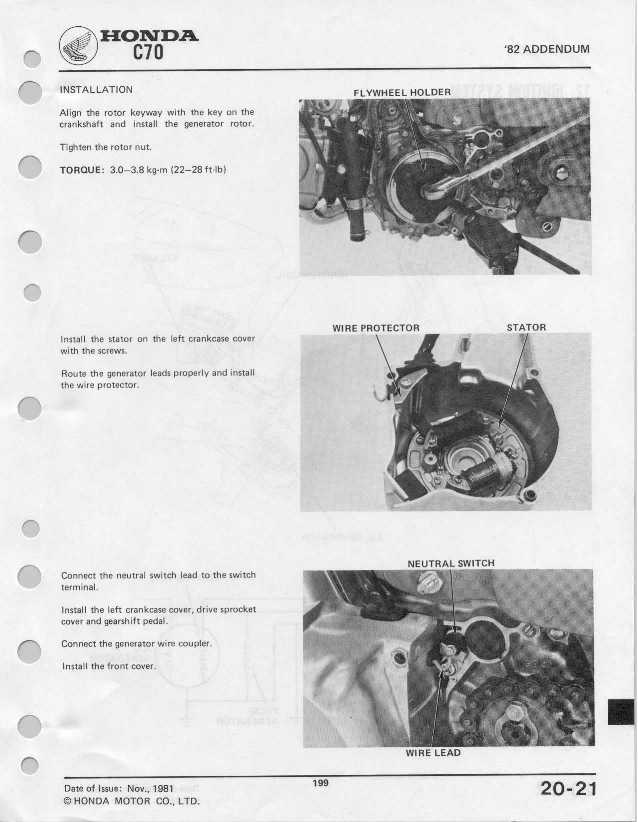 HONDA
C70
'82 ADDENDUM
INSTALLATION
Align the rotor keyway with the key on the
crankshaft and install the generator rotor.
Tighten the rotor nut.
TORQUE: 3.0–3.8 kg-m (22–28 ft-lb)
FLYWHEEL HOLDER
Install the stator on the left crankcase cover
with the screws.
Route the generator leads properly and install
the wire protector.
WIRE PROTECTOR
STATOR
Connect the neutral switch lead to the switch
terminal.
Install the left crankcase cover, drive sprocket
cover and gearshift pedal.
Connect the generator wire coupler.
Install the front cover.
NEUTRAL SWITCH
WIRE LEAD
Date of Issue: Nov., 1981
© HONDA MOTOR CO., LTD.
199
20-21